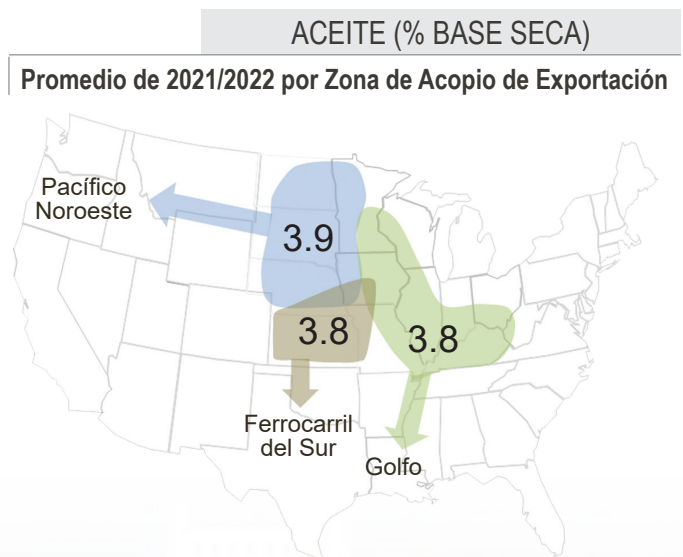 ACEITE (% BASE SECA)
Promedio de 2021/2022 por Zona de Acopio de Exportación
Pacífico
Noroeste
3.9
3.8
3.8
Ferrocarril
del Sur
Golfo